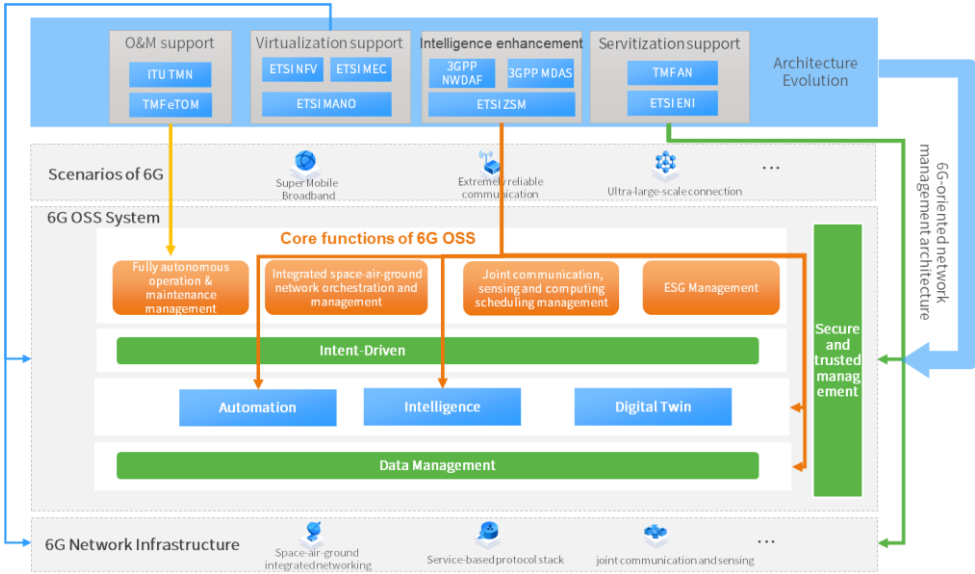 O&M support
Virtualization support
Intelligence enhancement
Servitization support
ITU TMN
TMF eTOM
ETSI NFV
ETSI MEC
ETSI MANO
3GPP
NWDAF
3GPP MDAS
ETSI ZSM
TMF AN
ETSI ENI
Architecture
Evolution
6G-oriented network
management architecture
Scenarios of 6G
Super Mobile
Broadband
Extremely reliable
communication
Ultra-large-scale connection
...
6G OSS System
Core functions of 6G OSS
Fully autonomous
operation &
maintenance
management
Integrated space-air-ground
network orchestration and
management
Joint communication,
sensing and computing
scheduling management
ESG Management
Intent-Driven
Automation
Intelligence
Digital Twin
Data Management
Secure
and
trusted
manag
ement
6G Network Infrastructure
Space-air-ground
integrated networking
Service-based protocol stack
joint communication and sensing
...